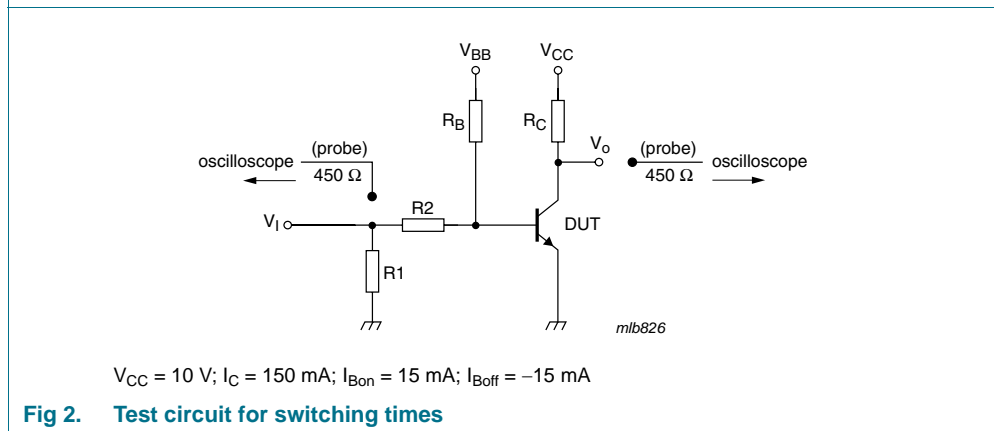 VBB VCC
RB RC
Vo
(probe) (probe)
oscilloscope oscilloscope
450 Ω 450 Ω
R2
VI DUT
R1
mlb826
VCC = 10 V; IC = 150 mA; IBon = 15 mA; IBoff = −15 mA
Fig 2. Test circuit for switching times